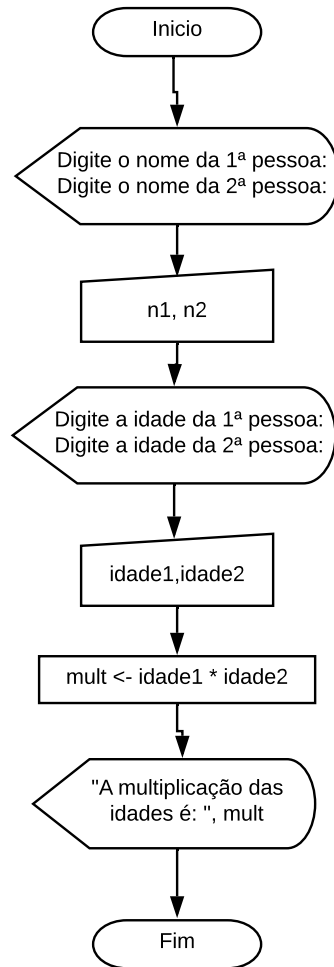 Inicio
Digite o nome da 1ª pessoa:
Digite o nome da 2ª pessoa:
n1, n2
Digite a idade da 1ª pessoa:
Digite a idade da 2ª pessoa:
idade1,idade2
mult <- idade1 * idade2
"A multiplicação das
idades é: ", mult
Fim